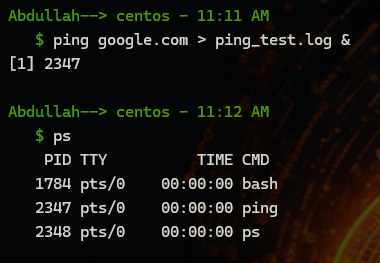 Abdullah--> centos - 11:11 AM
$ ping google.com > ping_test.log &
[1] 2347
Abdullah--> centos - 11:12 AM
$ ps
PID TTY TIME CMD
1784 pts/0 00:00:00 bash
2347 pts/0 00:00:00 ping
2348 pts/0 00:00:00 ps